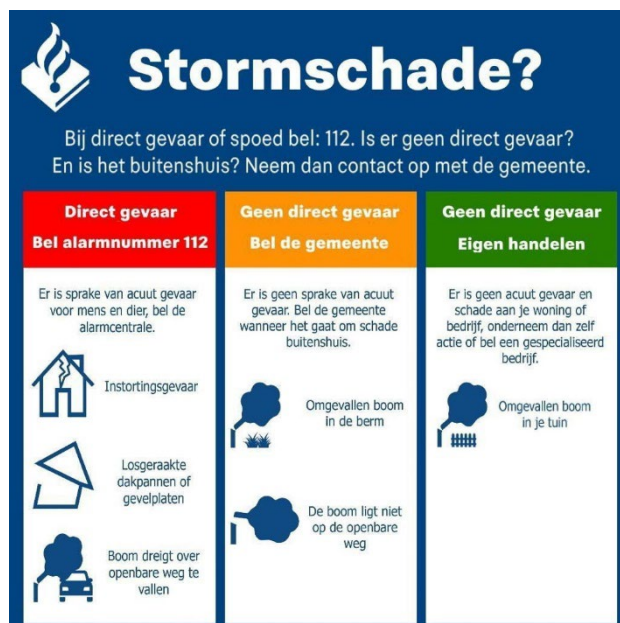 Stormschade?
Bij direct gevaar of spoed bel: 112. Is er geen direct gevaar?
En is het buitenshuis? Neem dan contact op met de gemeente.
Direct gevaar
Bel alarmnummer 112
Er is sprake van acuut gevaar
voor mens en dier, bel de
alarmcentrale.
Instortingsgevaar
Losgeraakte
dakpannen of
gevelplaten
Boom dreigt over
openbare weg te
vallen
Geen direct gevaar
Bel de gemeente
Er is geen sprake van acuut
gevaar. Bel de gemeente
wanneer het gaat om schade
buitenshuis.
Omgevallen boom
in de berm
De boom ligt niet
op de openbare
weg
Geen direct gevaar
Eigen handelen
Er is geen acuut gevaar en
schade aan je woning of
bedrijf, onderneem dan zelf
actie of bel een gespecialiseerd
bedrijf.
Omgevallen boom
in je tuin